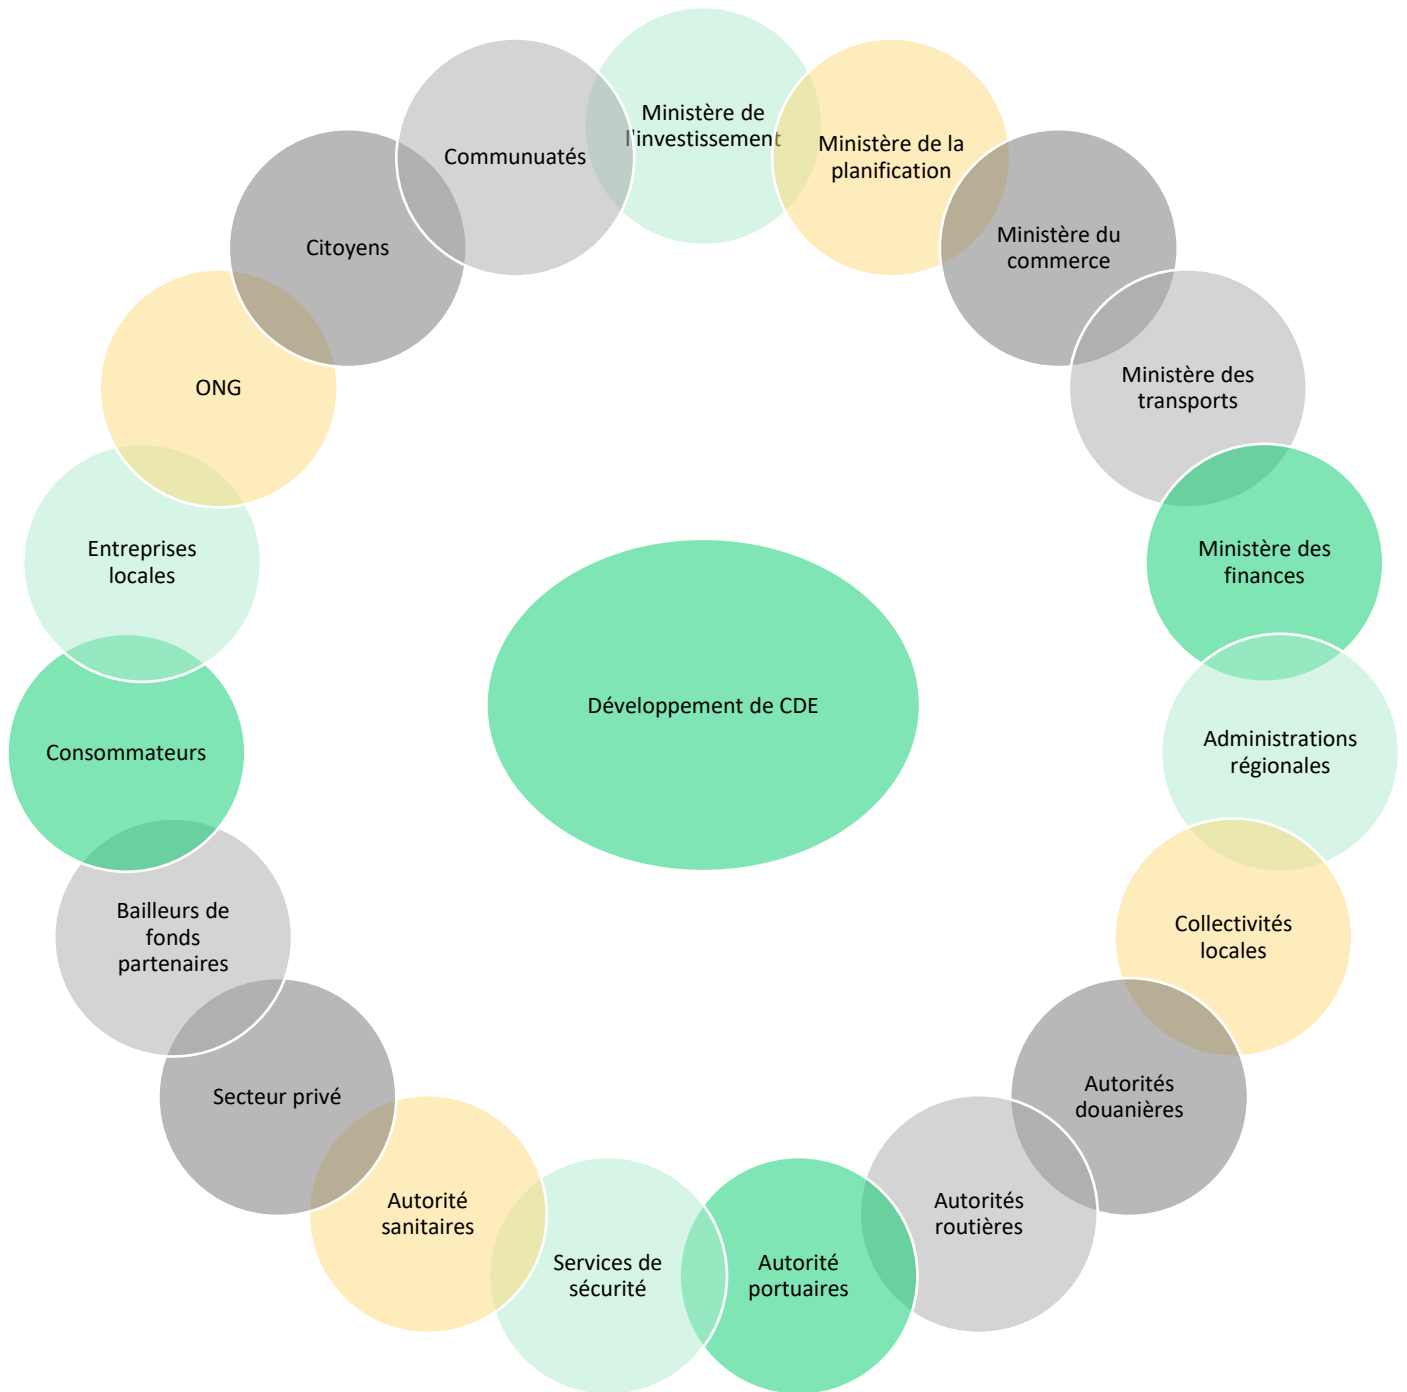 Ministère de
l'investissement
Ministère de la
planification
Ministère du
commerce
Ministère des
transports
Ministère des
finances
Administrations
régionales
Collectivités
locales
Autorités
douanières
Autorités
routières
Autorité
portuaires
Services de
sécurité
Autorité
sanitaires
Secteur privé
Bailleurs de
fonds
partenaires
Consommateurs
Entreprises
locales
ONG
Citoyens
Communuatés
Développement de CDE